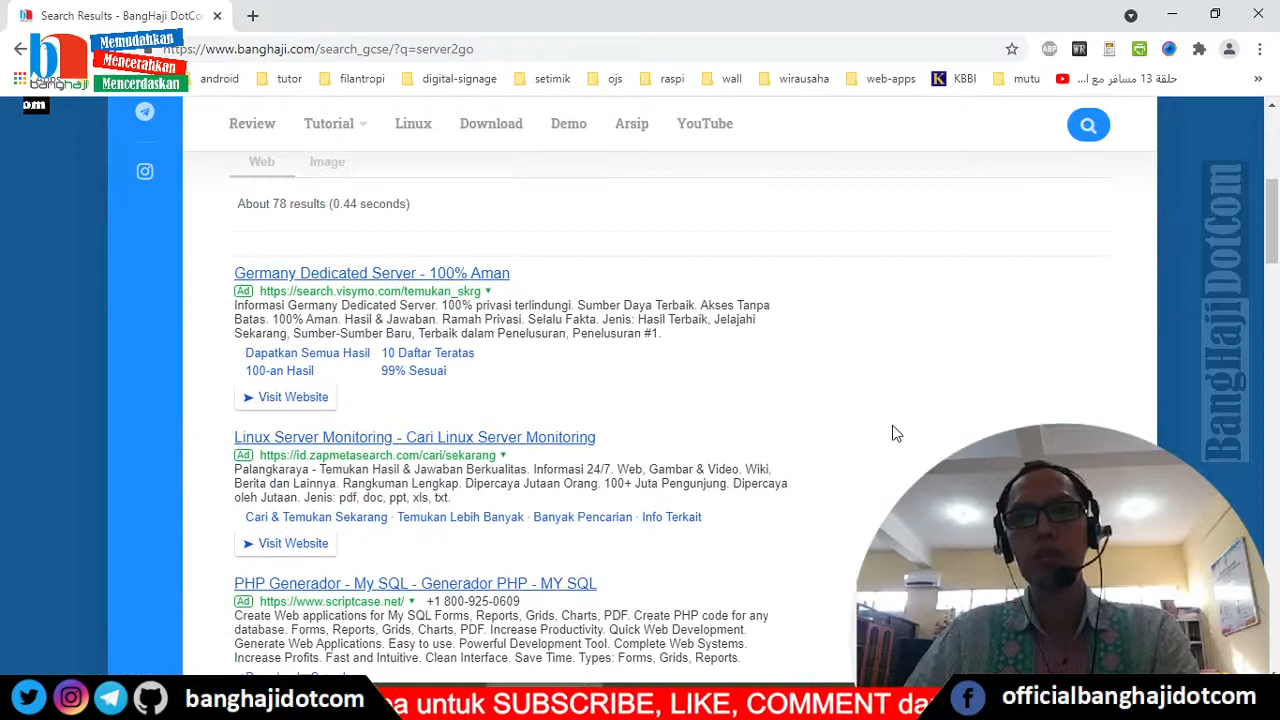 Search Results - BangHaji DotCo
https://www.banghaji.com/search_gcse/?q=server2go
Memudahkan
Mencerahkan
Mencerdaskan
banghaji
om
android
tutor
filantropi
digital-signage
setimik
ojs
raspi
wall
wirausaha
web-apps
KBBI
mutu
حلقة 13 مسافر مع ا...
Review
Tutorial
Linux
Download
Demo
Arsip
YouTube
Web
Image
About 78 results (0.44 seconds)
Germany Dedicated Server - 100% Aman
Ad https://search.visymo.com/temukan_skrg
Informasi Germany Dedicated Server. 100% privasi terlindungi. Sumber Daya Terbaik. Akses Tanpa
Batas. 100% Aman. Hasil & Jawaban. Ramah Privasi. Selalu Fakta. Jenis: Hasil Terbaik, Jelajahi
Sekarang, Sumber-Sumber Baru, Terbaik dalam Penelusuran, Penelusuran #1.
Dapatkan Semua Hasil 10 Daftar Teratas
100-an Hasil 99% Sesuai
Visit Website
Linux Server Monitoring - Cari Linux Server Monitoring
Ad https://id.zapmetasearch.com/cari/sekarang
Palangkaraya - Temukan Hasil & Jawaban Berkualitas. Informasi 24/7. Web, Gambar & Video. Wiki,
Berita dan Lainnya. Rangkuman Lengkap. Dipercaya Jutaan Orang. 100+ Juta Pengunjung. Dipercaya
oleh Jutaan. Jenis: pdf, doc, ppt, xls, txt.
Cari & Temukan Sekarang · Temukan Lebih Banyak · Banyak Pencarian · Info Terkait
Visit Website
PHP Generador - My SQL - Generador PHP - MY SQL
Ad https://www.scriptcase.net/ +1 800-925-0609
Create Web applications for My SQL Forms, Reports, Grids, Charts, PDF. Create PHP code for any
database. Forms, Reports, Grids, Charts, PDF. Increase Productivity. Quick Web Development.
Generate Web Applications. Easy to use. Powerful Development Tool. Complete Web Systems.
Increase Profits. Fast and Intuitive. Clean Interface. Save Time. Types: Forms, Grids, Reports.
BangHaji DotCom
banghajidotcom
untuk SUBSCRIBE, LIKE, COMMENT da
officialbanghajidotcom